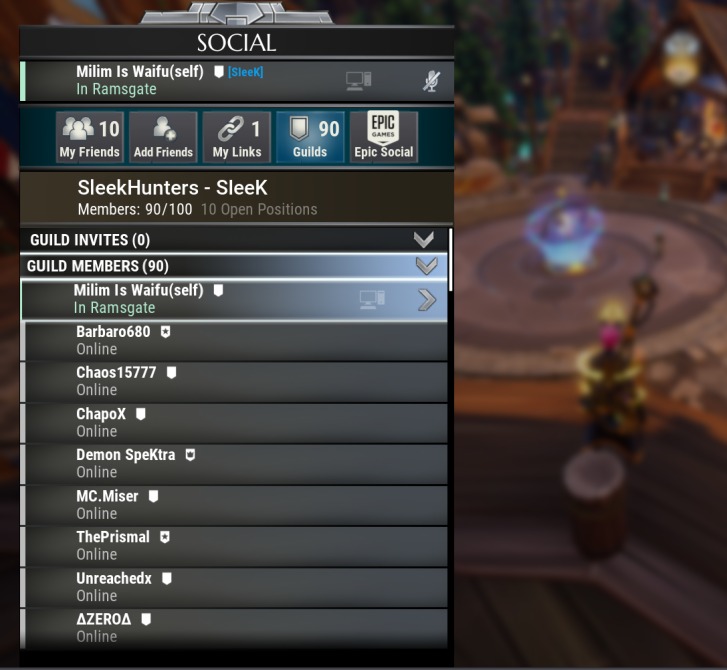 SOCIAL
Milim Is Waifu(self) [SleeK]
In Ramsgate
10
My Friends
Add Friends
1
My Links
90
Guilds
EPIC
GAMES
Epic Social
SleekHunters - SleeK
Members: 90/100 10 Open Positions
GUILD INVITES (0)
GUILD MEMBERS (90)
Milim Is Waifu(self)
In Ramsgate
Barbaro680
Online
Chaos15777
Online
ChapoX
Online
Demon SpeKtra
Online
MC.Miser
Online
ThePrismal
Online
Unreachedx
Online
ΔZEROΔ
Online